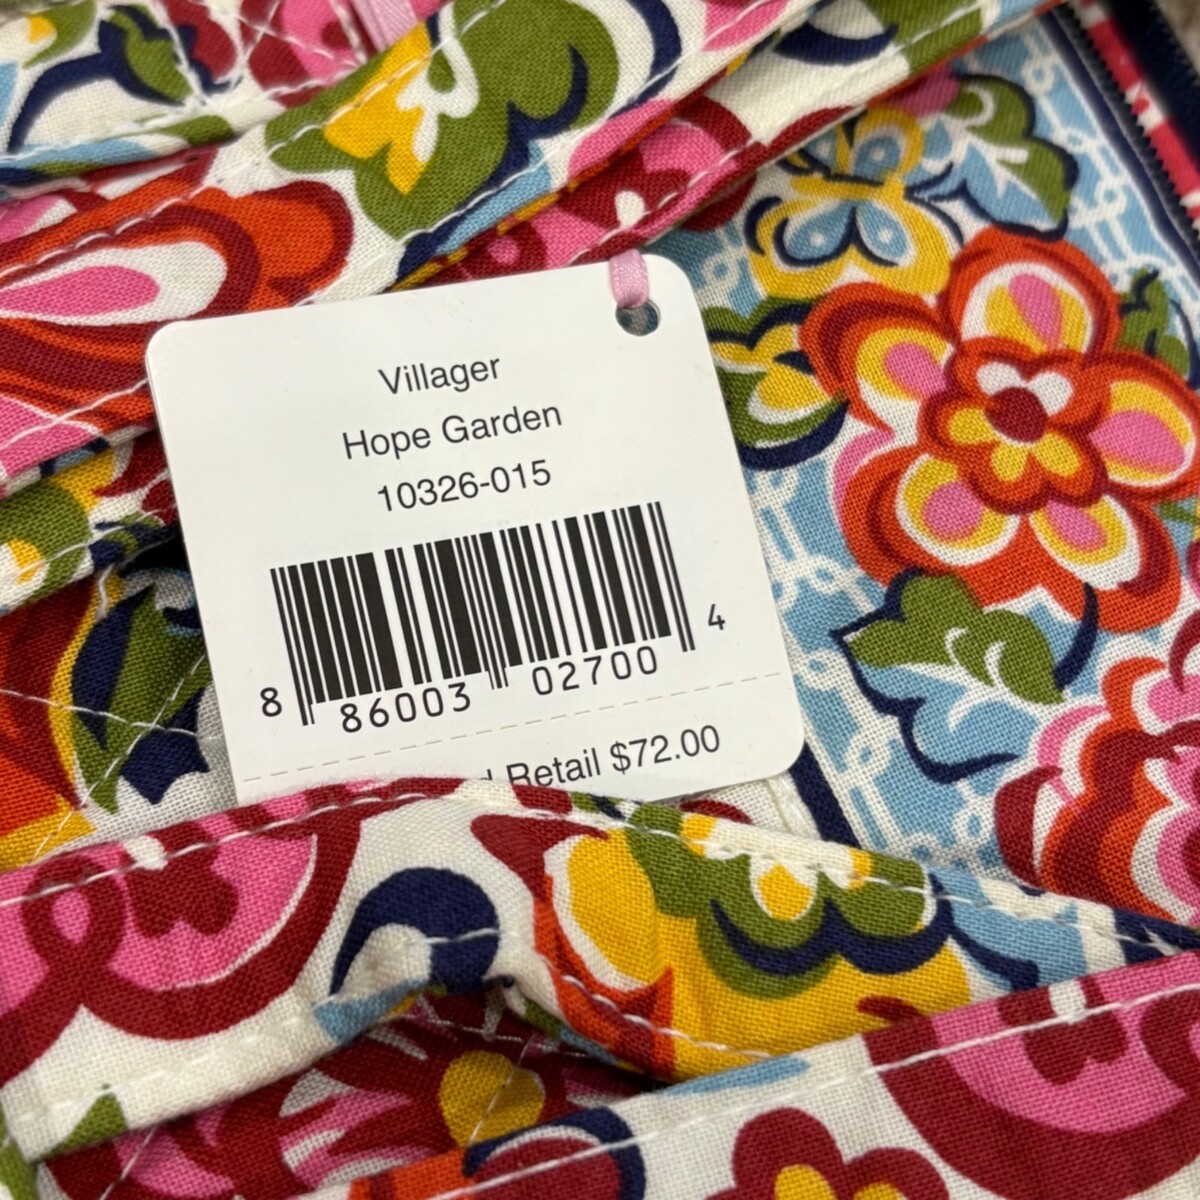 Villager
Hope Garden
10326-015
8 86003 02700 4
Retail $72.00